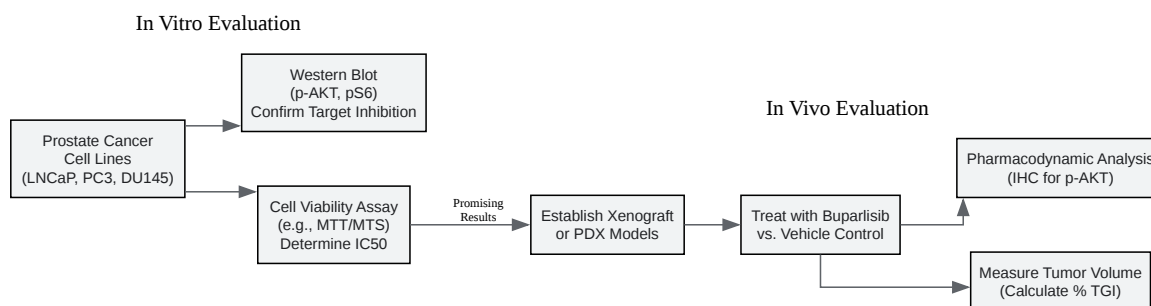 In Vitro Evaluation
Western Blot
(p-AKT, pS6)
Confirm Target Inhibition
Prostate Cancer
Cell Lines
(LNCaP, PC3, DU145)
Cell Viability Assay
(e.g., MTT/MTS)
Determine IC50
Promising
Results
Establish Xenograft
or PDX Models
In Vivo Evaluation
Treat with Buparlisib
vs. Vehicle Control
Pharmacodynamic Analysis
(IHC for p-AKT)
Measure Tumor Volume
(Calculate % TGI)